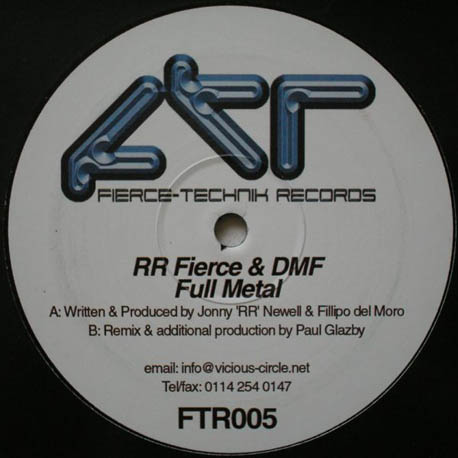 FTR
FIERCE-TECHNIK RECORDS
RR Fierce & DMF
Full Metal
A: Written & Produced by Jonny 'RR' Newell & Fillipo del Moro
B: Remix & additional production by Paul Glazby
email: info@vicious-circle.net
Tel/fax: 0114 254 0147
FTR005